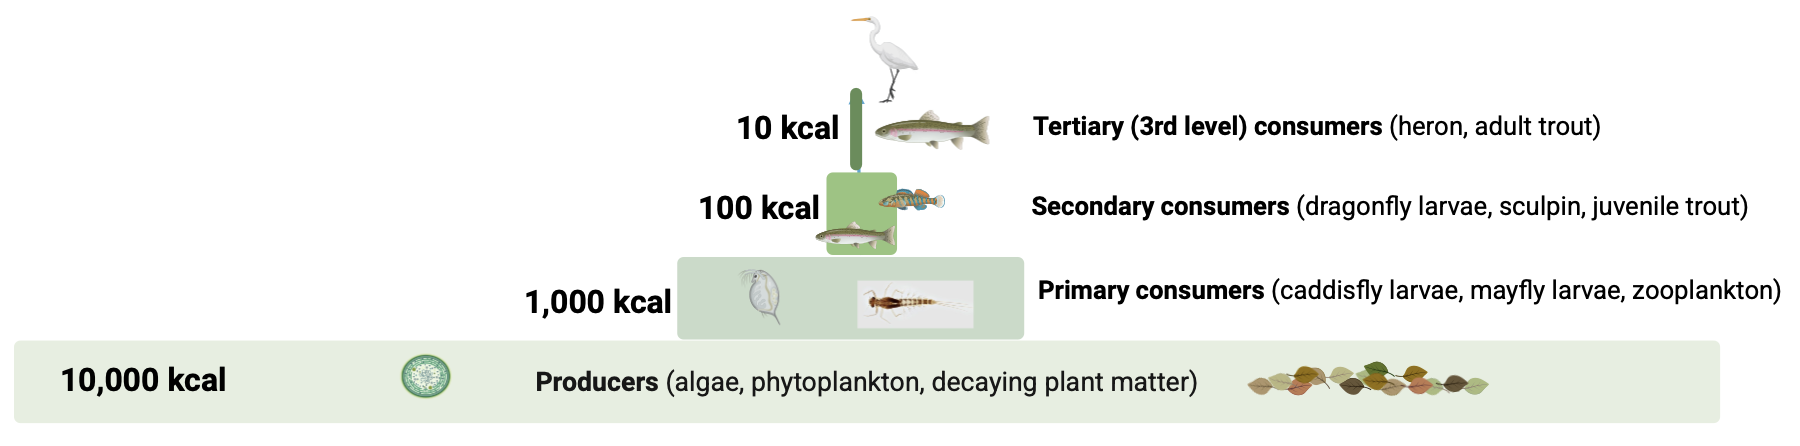 10 kcal Tertiary (3rd level) consumers (heron, adult trout)
100 kcal Secondary consumers (dragonfly larvae, sculpin, juvenile trout)
1,000 kcal Primary consumers (caddisfly larvae, mayfly larvae, zooplankton)
10,000 kcal Producers (algae, phytoplankton, decaying plant matter)